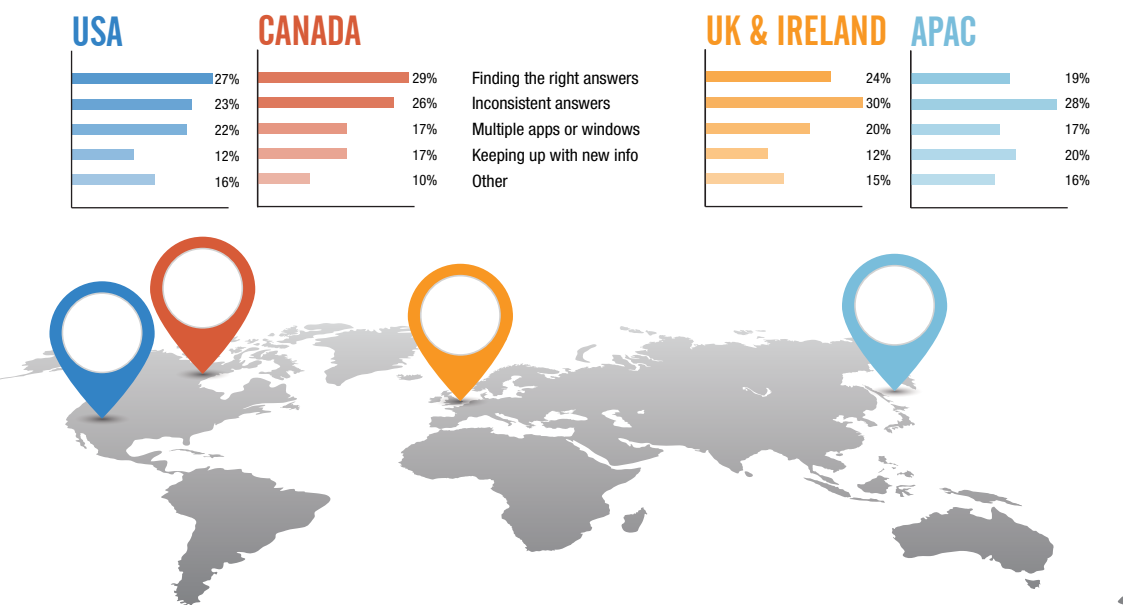 USA
CANADA
UK & IRELAND
APAC
27%
29%
Finding the right answers
24%
19%
23%
26%
Inconsistent answers
30%
28%
22%
17%
Multiple apps or windows
20%
17%
12%
17%
Keeping up with new info
12%
20%
16%
10%
Other
15%
16%